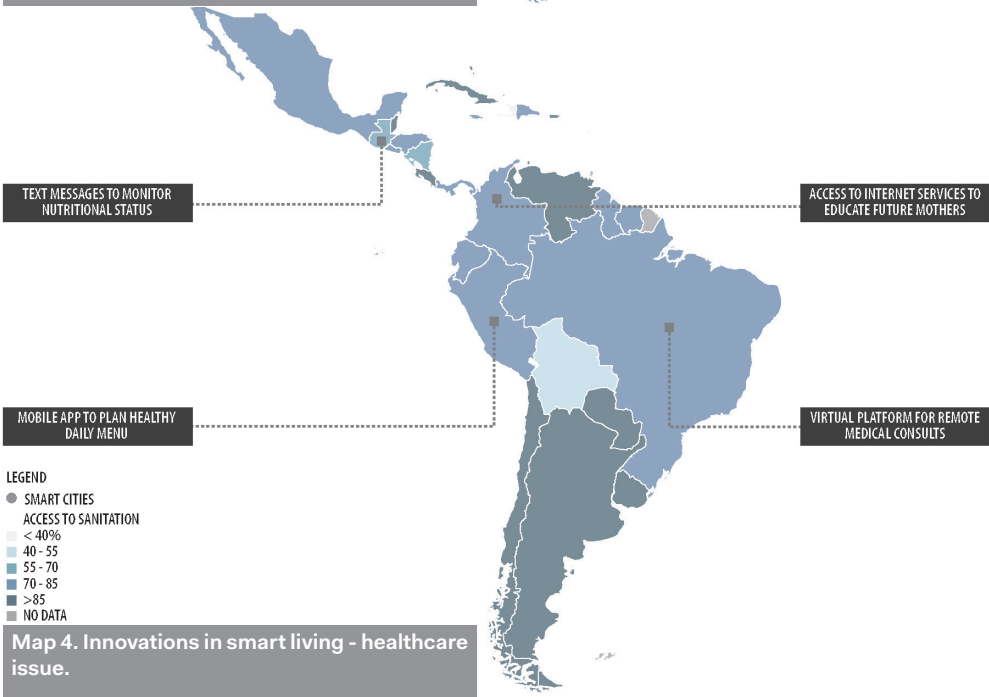 TEXT MESSAGES TO MONITOR
NUTRITIONAL STATUS
ACCESS TO INTERNET SERVICES TO
EDUCATE FUTURE MOTHERS
MOBILE APP TO PLAN HEALTHY
DAILY MENU
VIRTUAL PLATFORM FOR REMOTE
MEDICAL CONSULTS
LEGEND
SMART CITIES
ACCESS TO SANITATION
< 40%
40 - 55
55 - 70
70 - 85
>85
NO DATA
Map 4. Innovations in smart living - healthcare
issue.